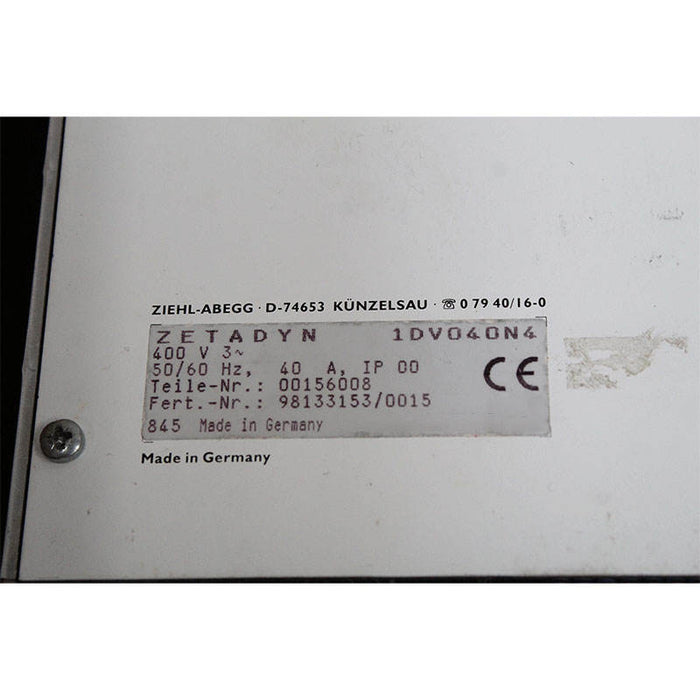 ZIEHL-ABEGG · D-74653 KÜNZELSAU · ☏ 0 79 40/16-0
ZETADYN 1DV040N4
400 V 3~
50/60 Hz, 40 A, IP 00
Teile-Nr.: 00156008
Fert.-Nr.: 98133153/0015
CE
845 Made in Germany
Made in Germany